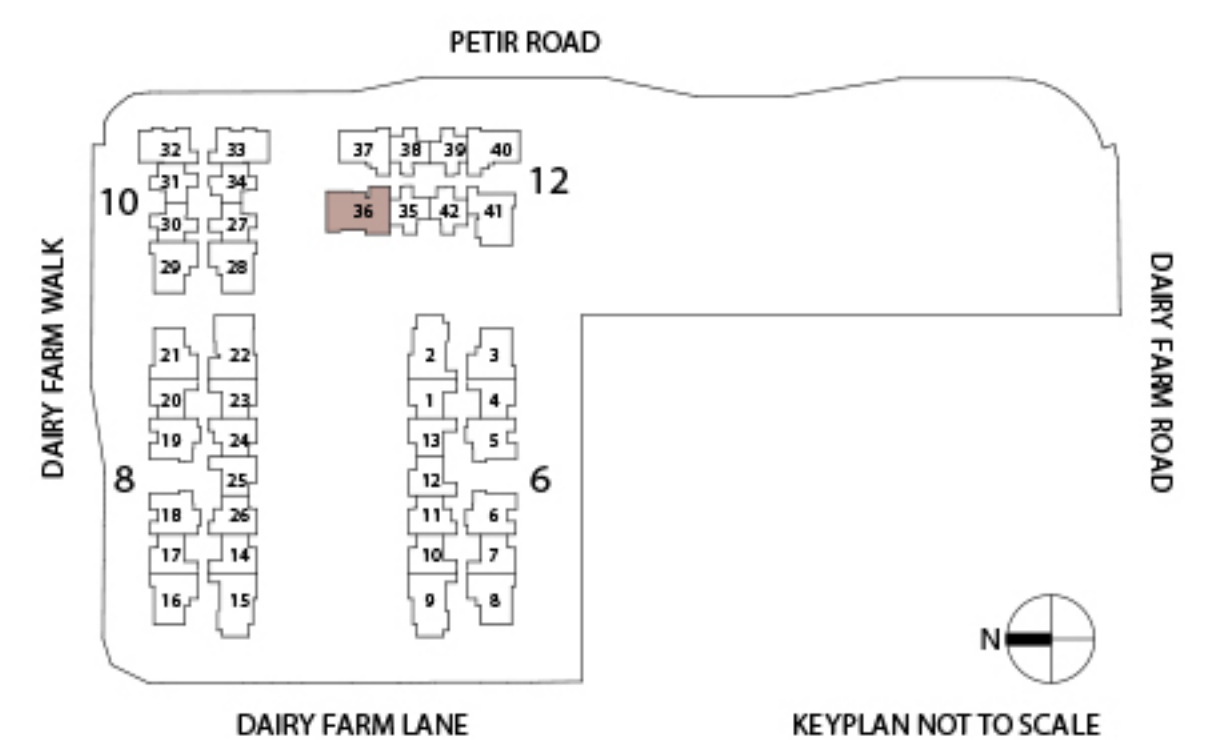 PETIR ROAD
32 33 37 38 39 40
10 31 34 12
36 35 42 41
30 27
29 28
DAIRY FARM WALK
DAIRY FARM ROAD
21 22 2 3
20 23 1 4
19 24 13 5
8 25 12 6
18 26 11 6
17 14 10 7
16 15 9 8
N
DAIRY FARM LANE
KEYPLAN NOT TO SCALE